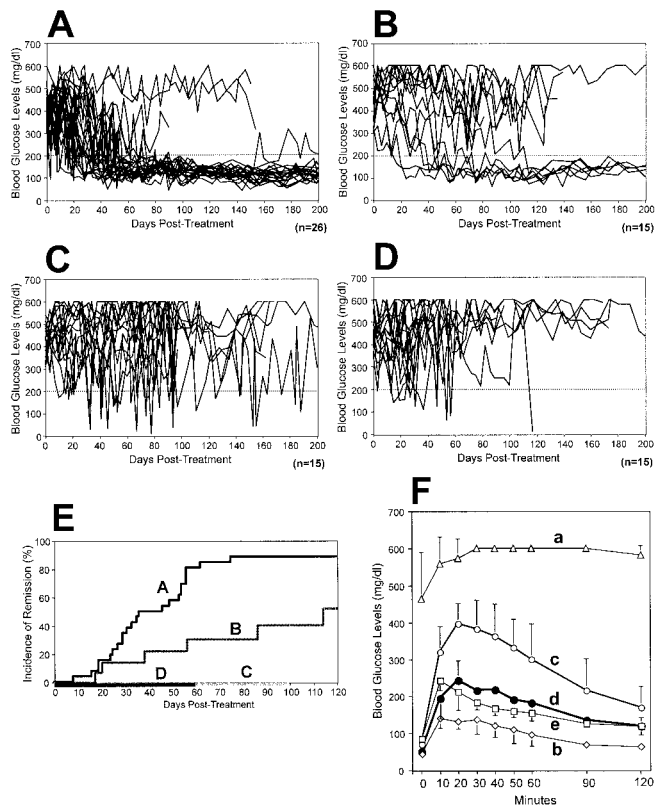 A
Blood Glucose Levels (mg/dl)
700
600
500
400
300
200
100
0
0 20 40 60 80 100 120 140 160 180 200
Days Post-Treatment
(n=26)
B
Blood Glucose Levels (mg/dl)
700
600
500
400
300
200
100
0
0 20 40 60 80 100 120 140 160 180 200
Days Post-Treatment
(n=15)
C
Blood Glucose Levels (mg/dl)
700
600
500
400
300
200
100
0
0 20 40 60 80 100 120 140 160 180 200
Days Post-Treatment
(n=15)
D
Blood Glucose Levels (mg/dl)
700
600
500
400
300
200
100
0
0 20 40 60 80 100 120 140 160 180 200
Days Post-Treatment
(n=15)
E
Incidence of Remission (%)
100
80
60
40
20
0
A
B
D
C
0 10 20 30 40 50 60 70 80 90 100 110 120
Days Post-Treatment
F
Blood Glucose Levels (mg/dl)
700
600
500
400
300
200
100
0
a
c
d
e
b
0 10 20 30 40 50 60 90 120
Minutes